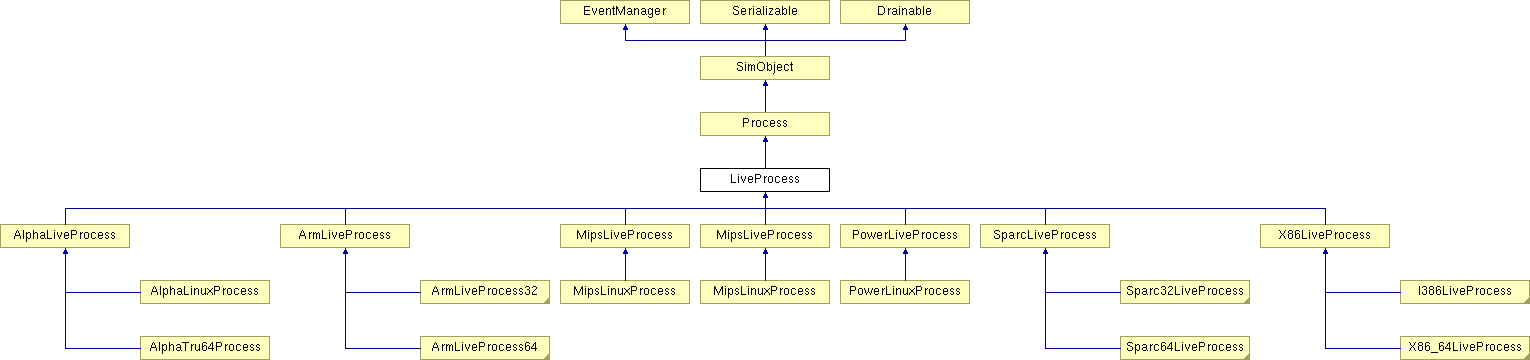 EventManager Serializable Drainable
SimObject
Process
LiveProcess
AlphaLiveProcess ArmLiveProcess MipsLiveProcess MipsLiveProcess PowerLiveProcess SparcLiveProcess X86LiveProcess
AlphaLinuxProcess ArmLiveProcess32 MipsLinuxProcess MipsLinuxProcess PowerLinuxProcess Sparc32LiveProcess I386LiveProcess
AlphaTru64Process ArmLiveProcess64 Sparc64LiveProcess X86_64LiveProcess